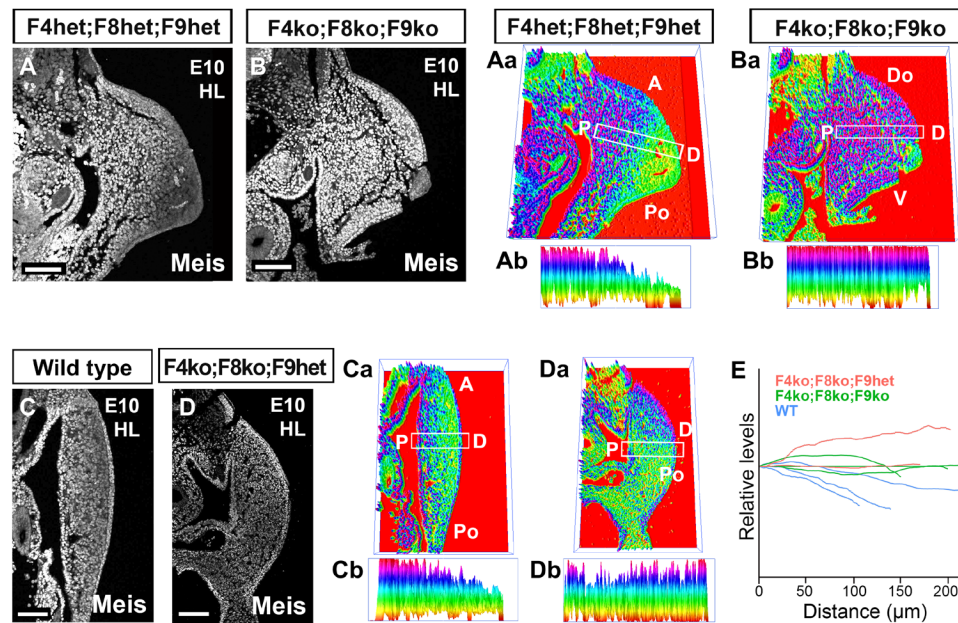 F4het;F8het;F9het
F4ko;F8ko;F9ko
F4het;F8het;F9het
F4ko;F8ko;F9ko
A
E10
HL
Meis
B
E10
HL
Meis
Aa
A
P
D
Po
Ab
Ba
Do
P
D
V
Bb
Wild type
F4ko;F8ko;F9het
C
E10
HL
Meis
D
E10
HL
Meis
Ca
A
P
D
Po
Cb
Da
D
P
Po
Db
E
F4ko;F8ko;F9het
F4ko;F8ko;F9ko
WT
Relative levels
0 50 100 150 200
Distance (µm)